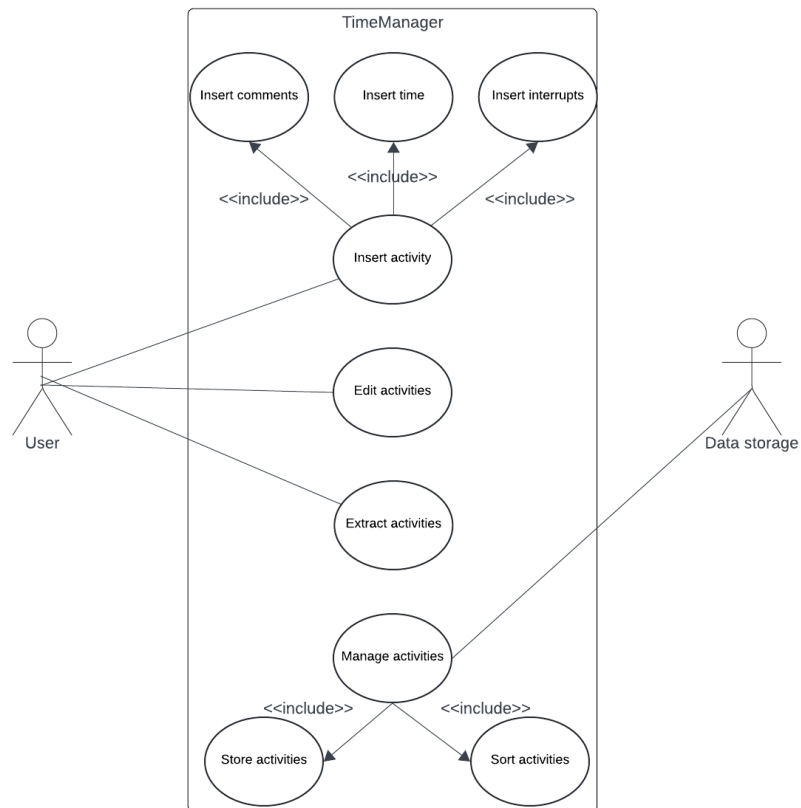 TimeManager
Insert comments
Insert time
Insert interrupts
<<include>>
<<include>>
<<include>>
Insert activity
Edit activities
User
Data storage
Extract activities
Manage activities
<<include>>
<<include>>
Store activities
Sort activities